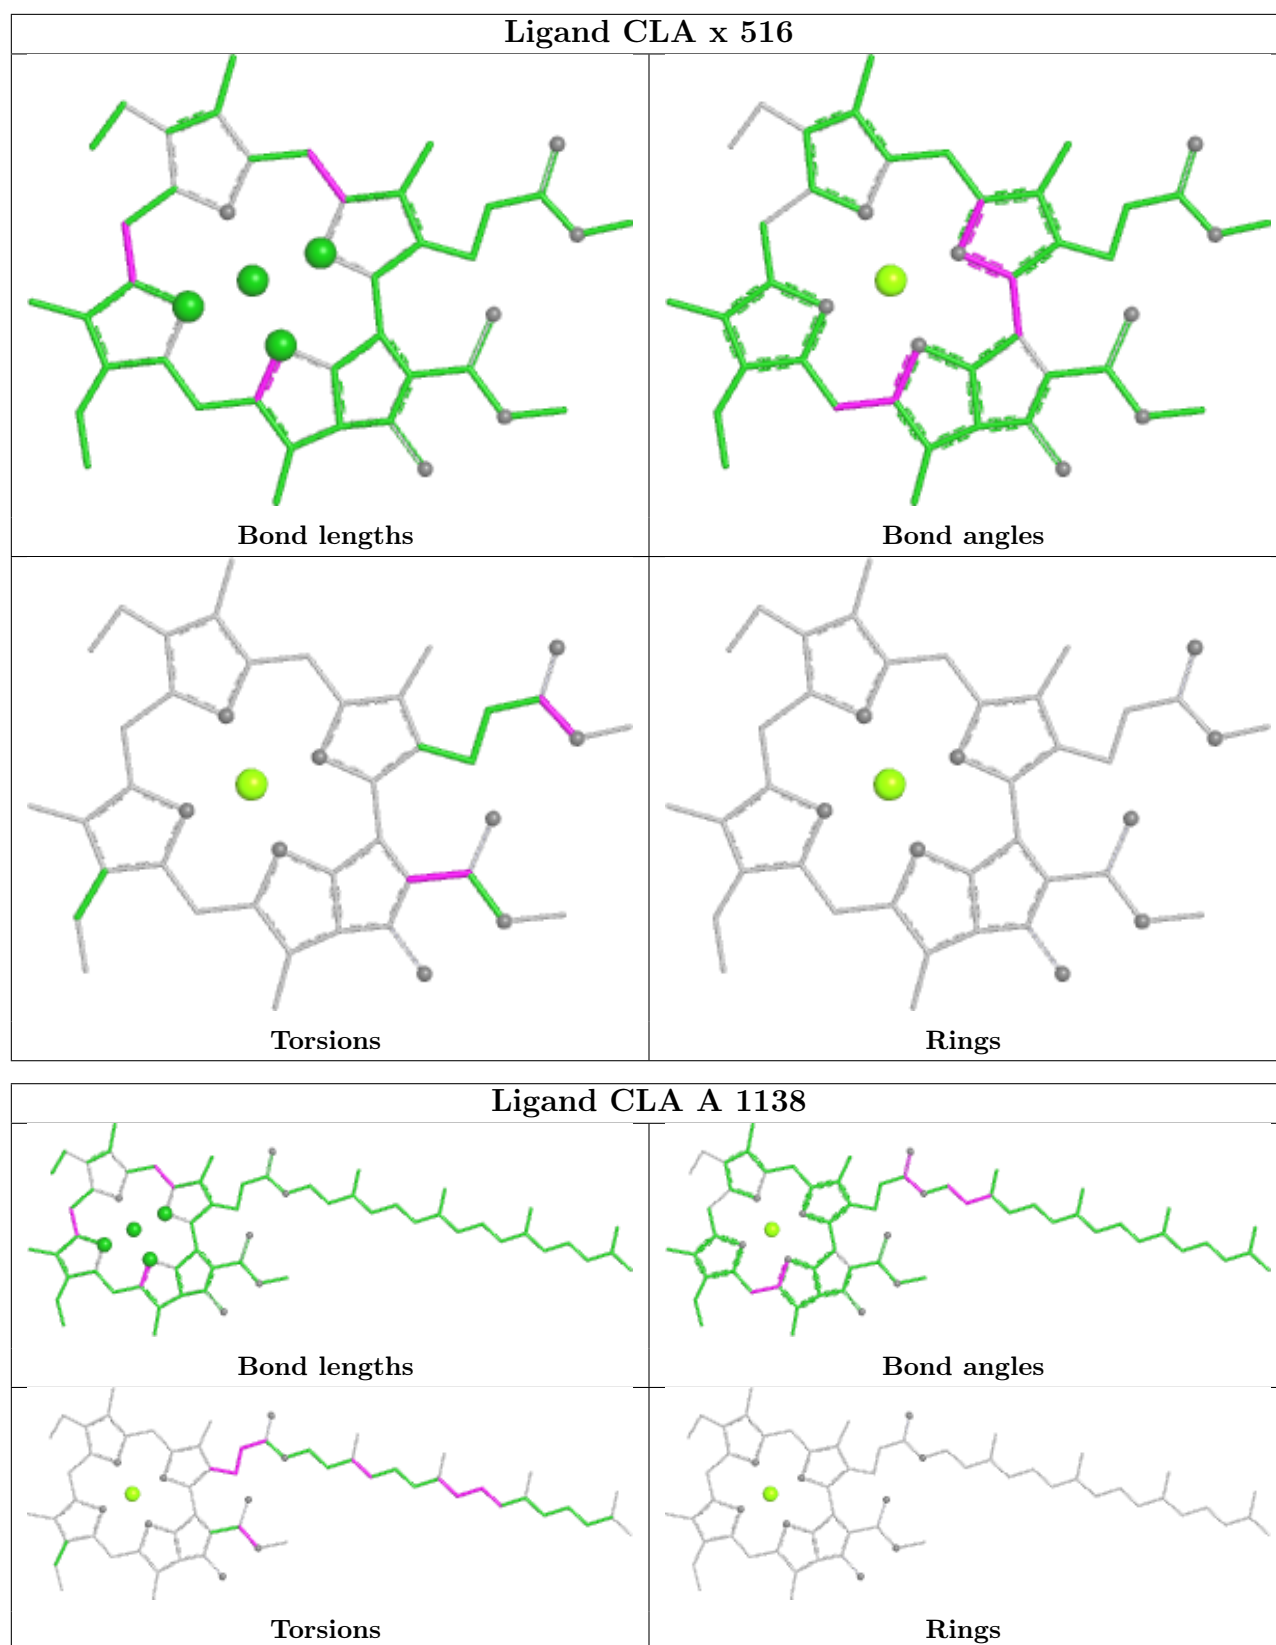 Ligand CLA x 516
Bond lengths
Bond angles
Torsions
Rings
Ligand CLA A 1138
Bond lengths
Bond angles
Torsions
Rings